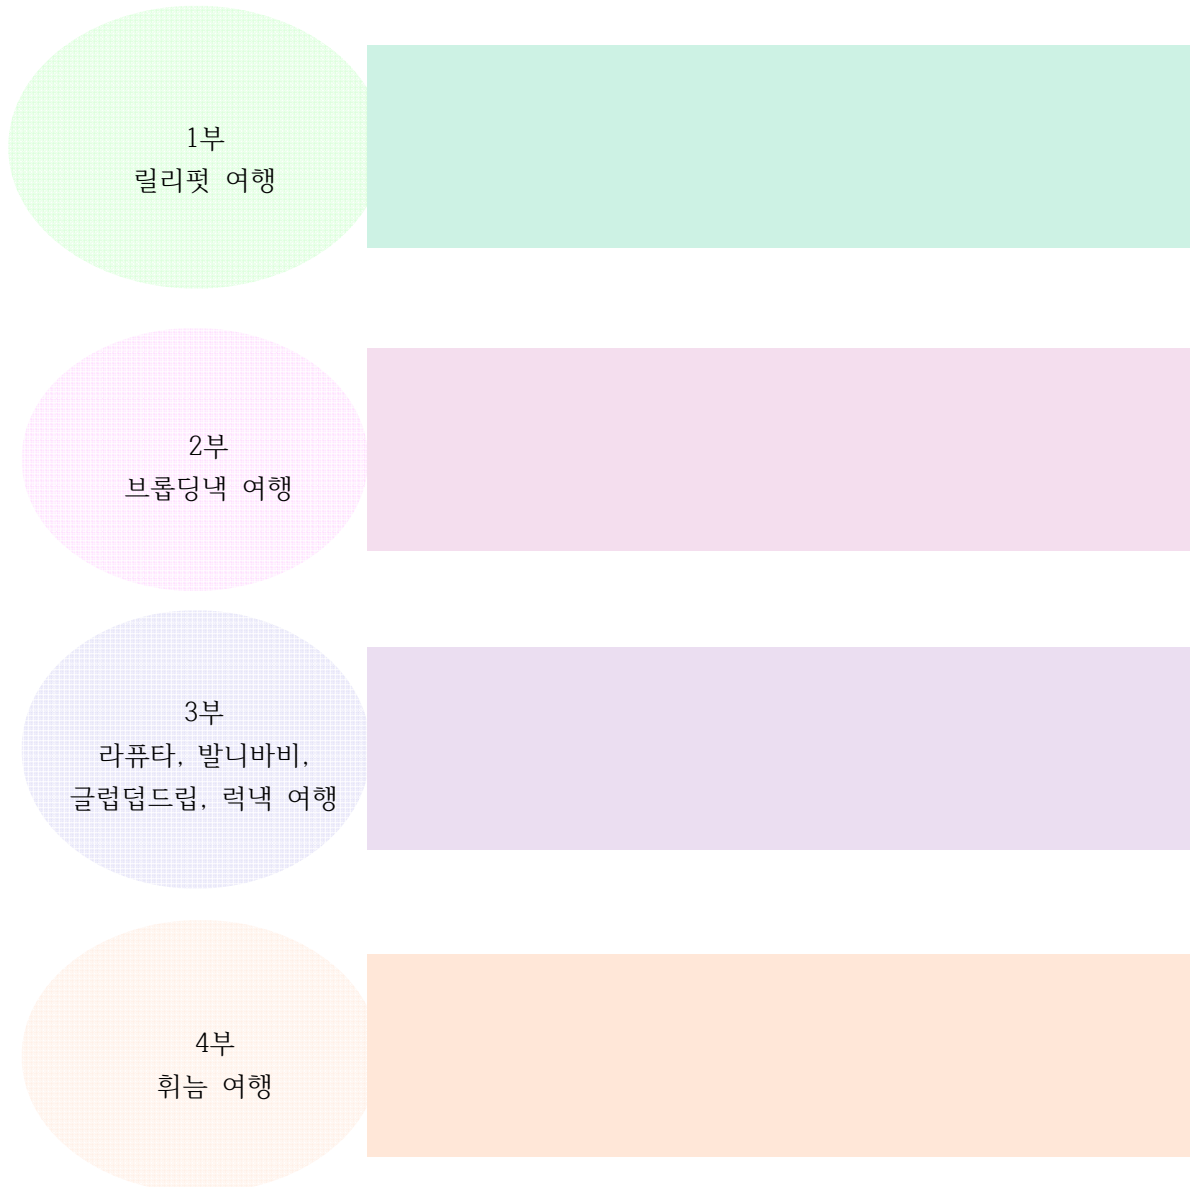 1부
릴리펏 여행
2부
브롭딩낵 여행
3부
라퓨타, 발니바비,
글럽덥드립, 럭낵 여행
4부
휘늠 여행